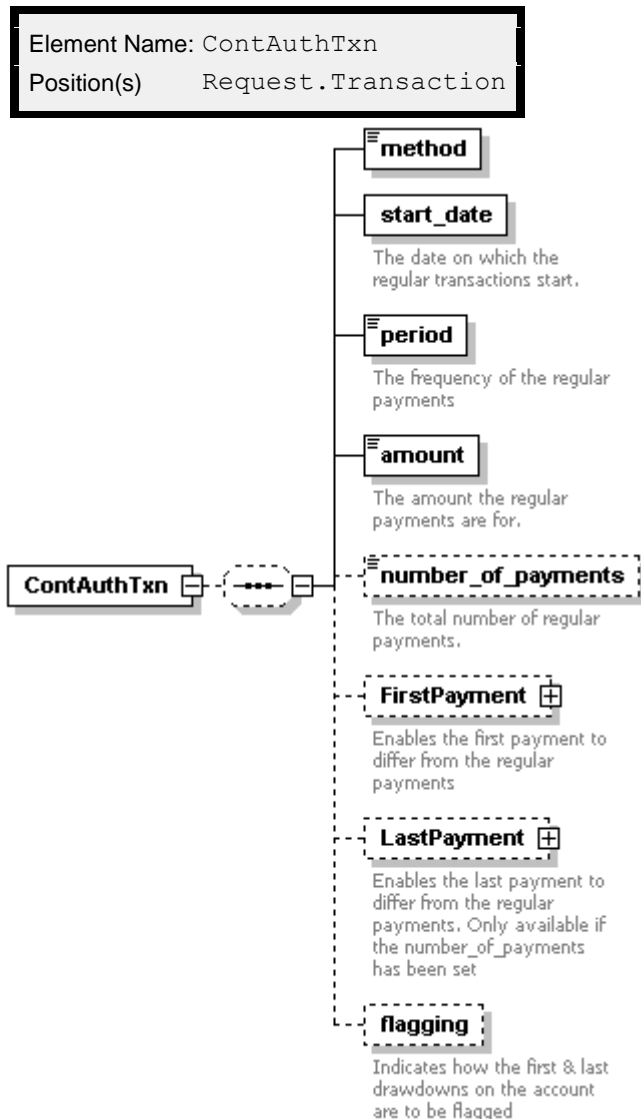 Element Name: ContAuthTxn
Position(s) Request.Transaction
method
start_date
The date on which the
regular transactions start.
period
The frequency of the regular
payments
amount
The amount the regular
payments are for.
ContAuthTxn
number_of_payments
The total number of regular
payments.
FirstPayment
Enables the first payment to
differ from the regular
payments
LastPayment
Enables the last payment to
differ from the regular
payments. Only available if
the number_of_payments
has been set
flagging
Indicates how the first & last
drawdowns on the account
are to be flagged